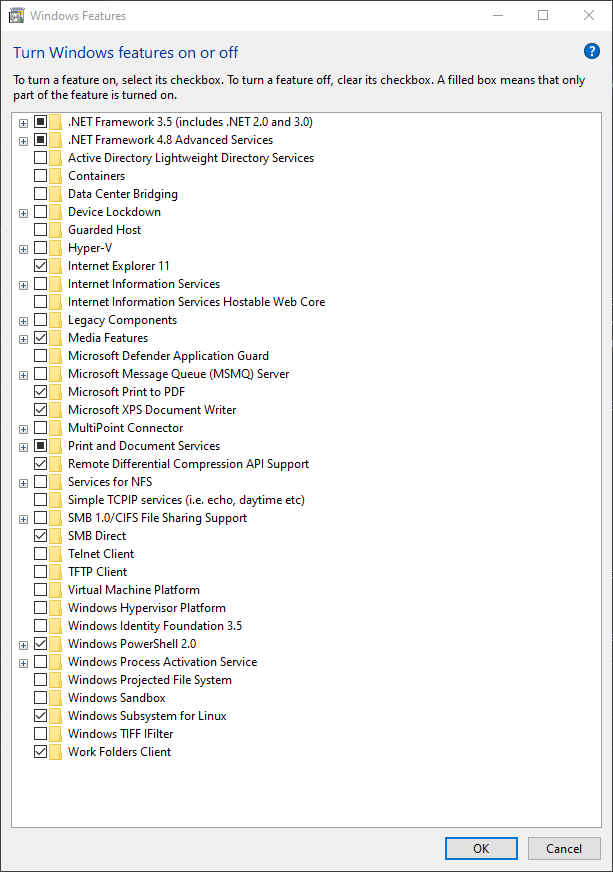 Windows Features
Turn Windows features on or off
?
To turn a feature on, select its checkbox. To turn a feature off, clear its checkbox. A filled box means that only
part of the feature is turned on.
.NET Framework 3.5 (includes .NET 2.0 and 3.0)
.NET Framework 4.8 Advanced Services
Active Directory Lightweight Directory Services
Containers
Data Center Bridging
Device Lockdown
Guarded Host
Hyper-V
Internet Explorer 11
Internet Information Services
Internet Information Services Hostable Web Core
Legacy Components
Media Features
Microsoft Defender Application Guard
Microsoft Message Queue (MSMQ) Server
Microsoft Print to PDF
Microsoft XPS Document Writer
MultiPoint Connector
Print and Document Services
Remote Differential Compression API Support
Services for NFS
Simple TCPIP services (i.e. echo, daytime etc)
SMB 1.0/CIFS File Sharing Support
SMB Direct
Telnet Client
TFTP Client
Virtual Machine Platform
Windows Hypervisor Platform
Windows Identity Foundation 3.5
Windows PowerShell 2.0
Windows Process Activation Service
Windows Projected File System
Windows Sandbox
Windows Subsystem for Linux
Windows TIFF IFilter
Work Folders Client
OK Cancel